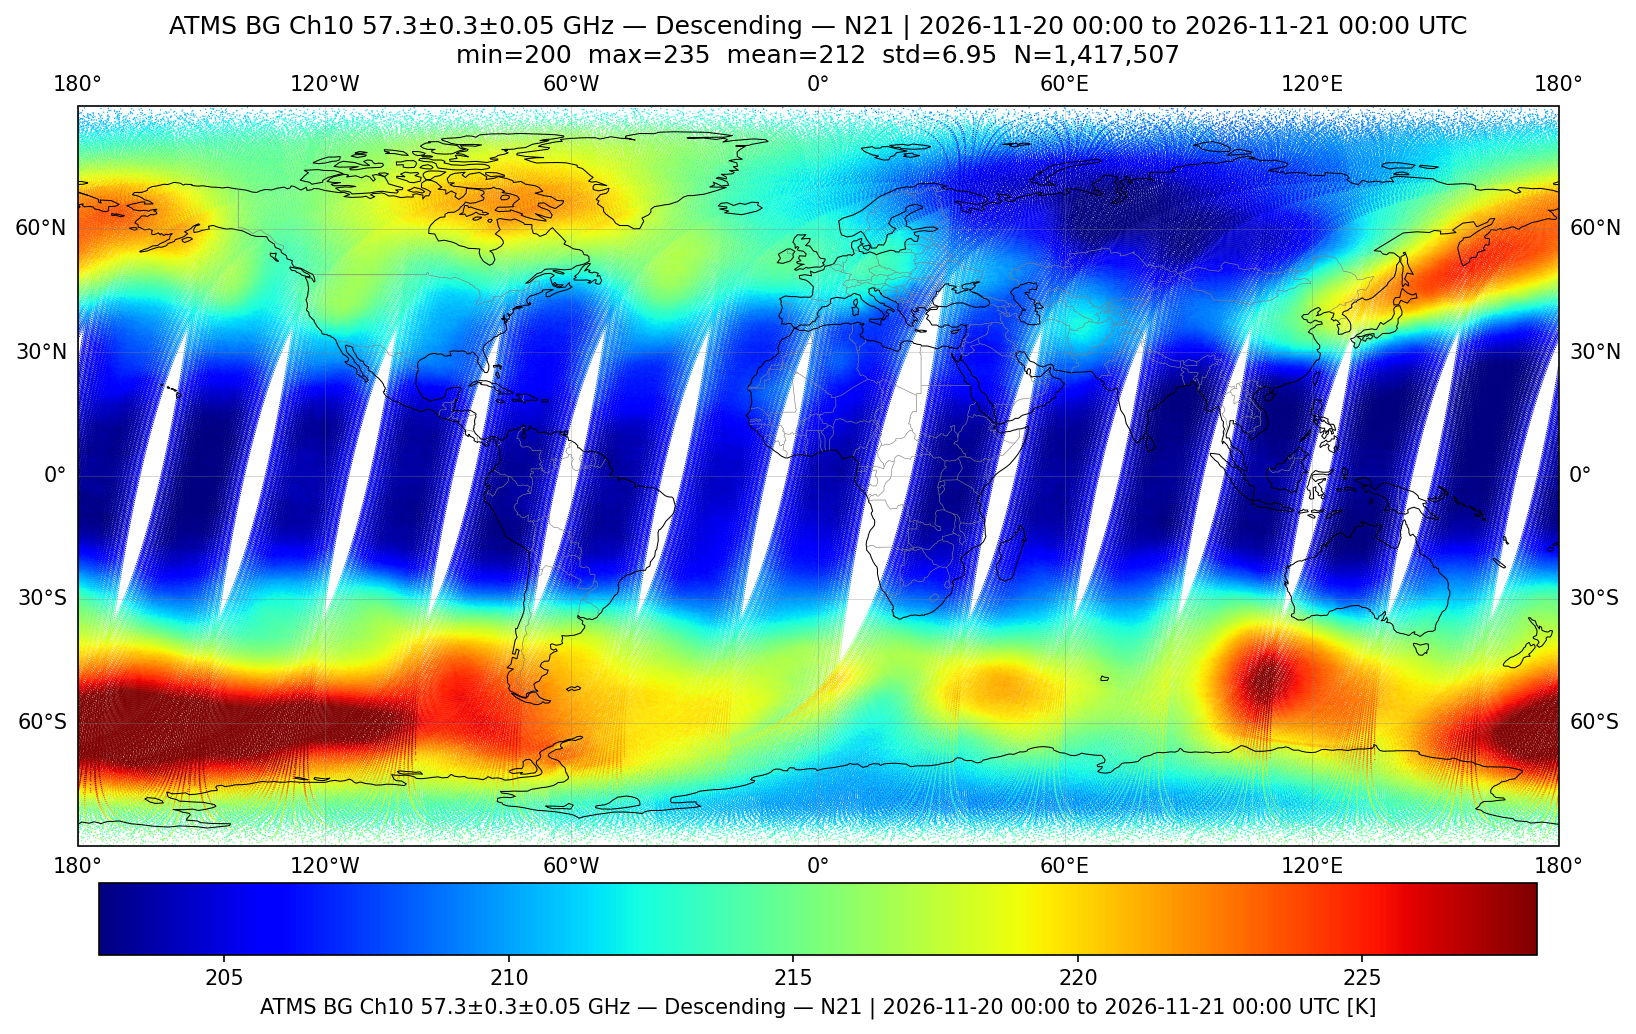 ATMS BG Ch10 57.3±0.3±0.05 GHz — Descending — N21 | 2026-11-20 00:00 to 2026-11-21 00:00 UTC
min=200 max=235 mean=212 std=6.95 N=1,417,507
180° 120°W 60°W 0° 60°E 120°E 180°
60°N 60°N
30°N 30°N
0° 0°
30°S 30°S
60°S 60°S
180° 120°W 60°W 0° 60°E 120°E 180°
205 210 215 220 225
ATMS BG Ch10 57.3±0.3±0.05 GHz — Descending — N21 | 2026-11-20 00:00 to 2026-11-21 00:00 UTC [K]